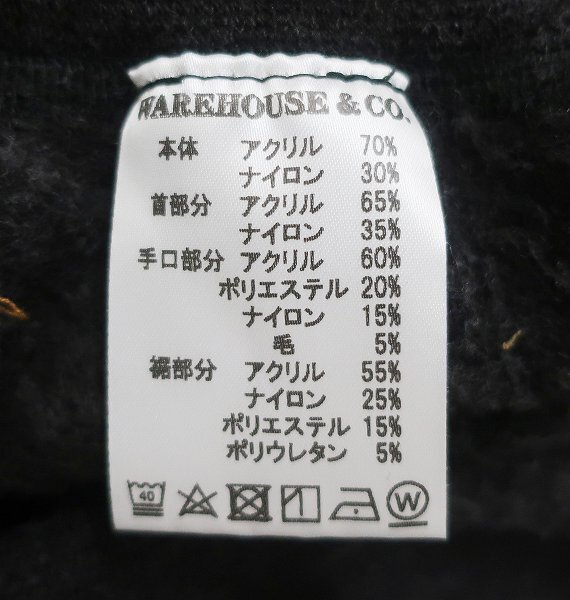 WAREHOUSE & CO.
本体 アクリル 70%
ナイロン 30%
首部分 アクリル 65%
ナイロン 35%
手口部分 アクリル 60%
ポリエステル 20%
ナイロン 15%
毛 5%
裾部分 アクリル 55%
ナイロン 25%
ポリエステル 15%
ポリウレタン 5%
40 W